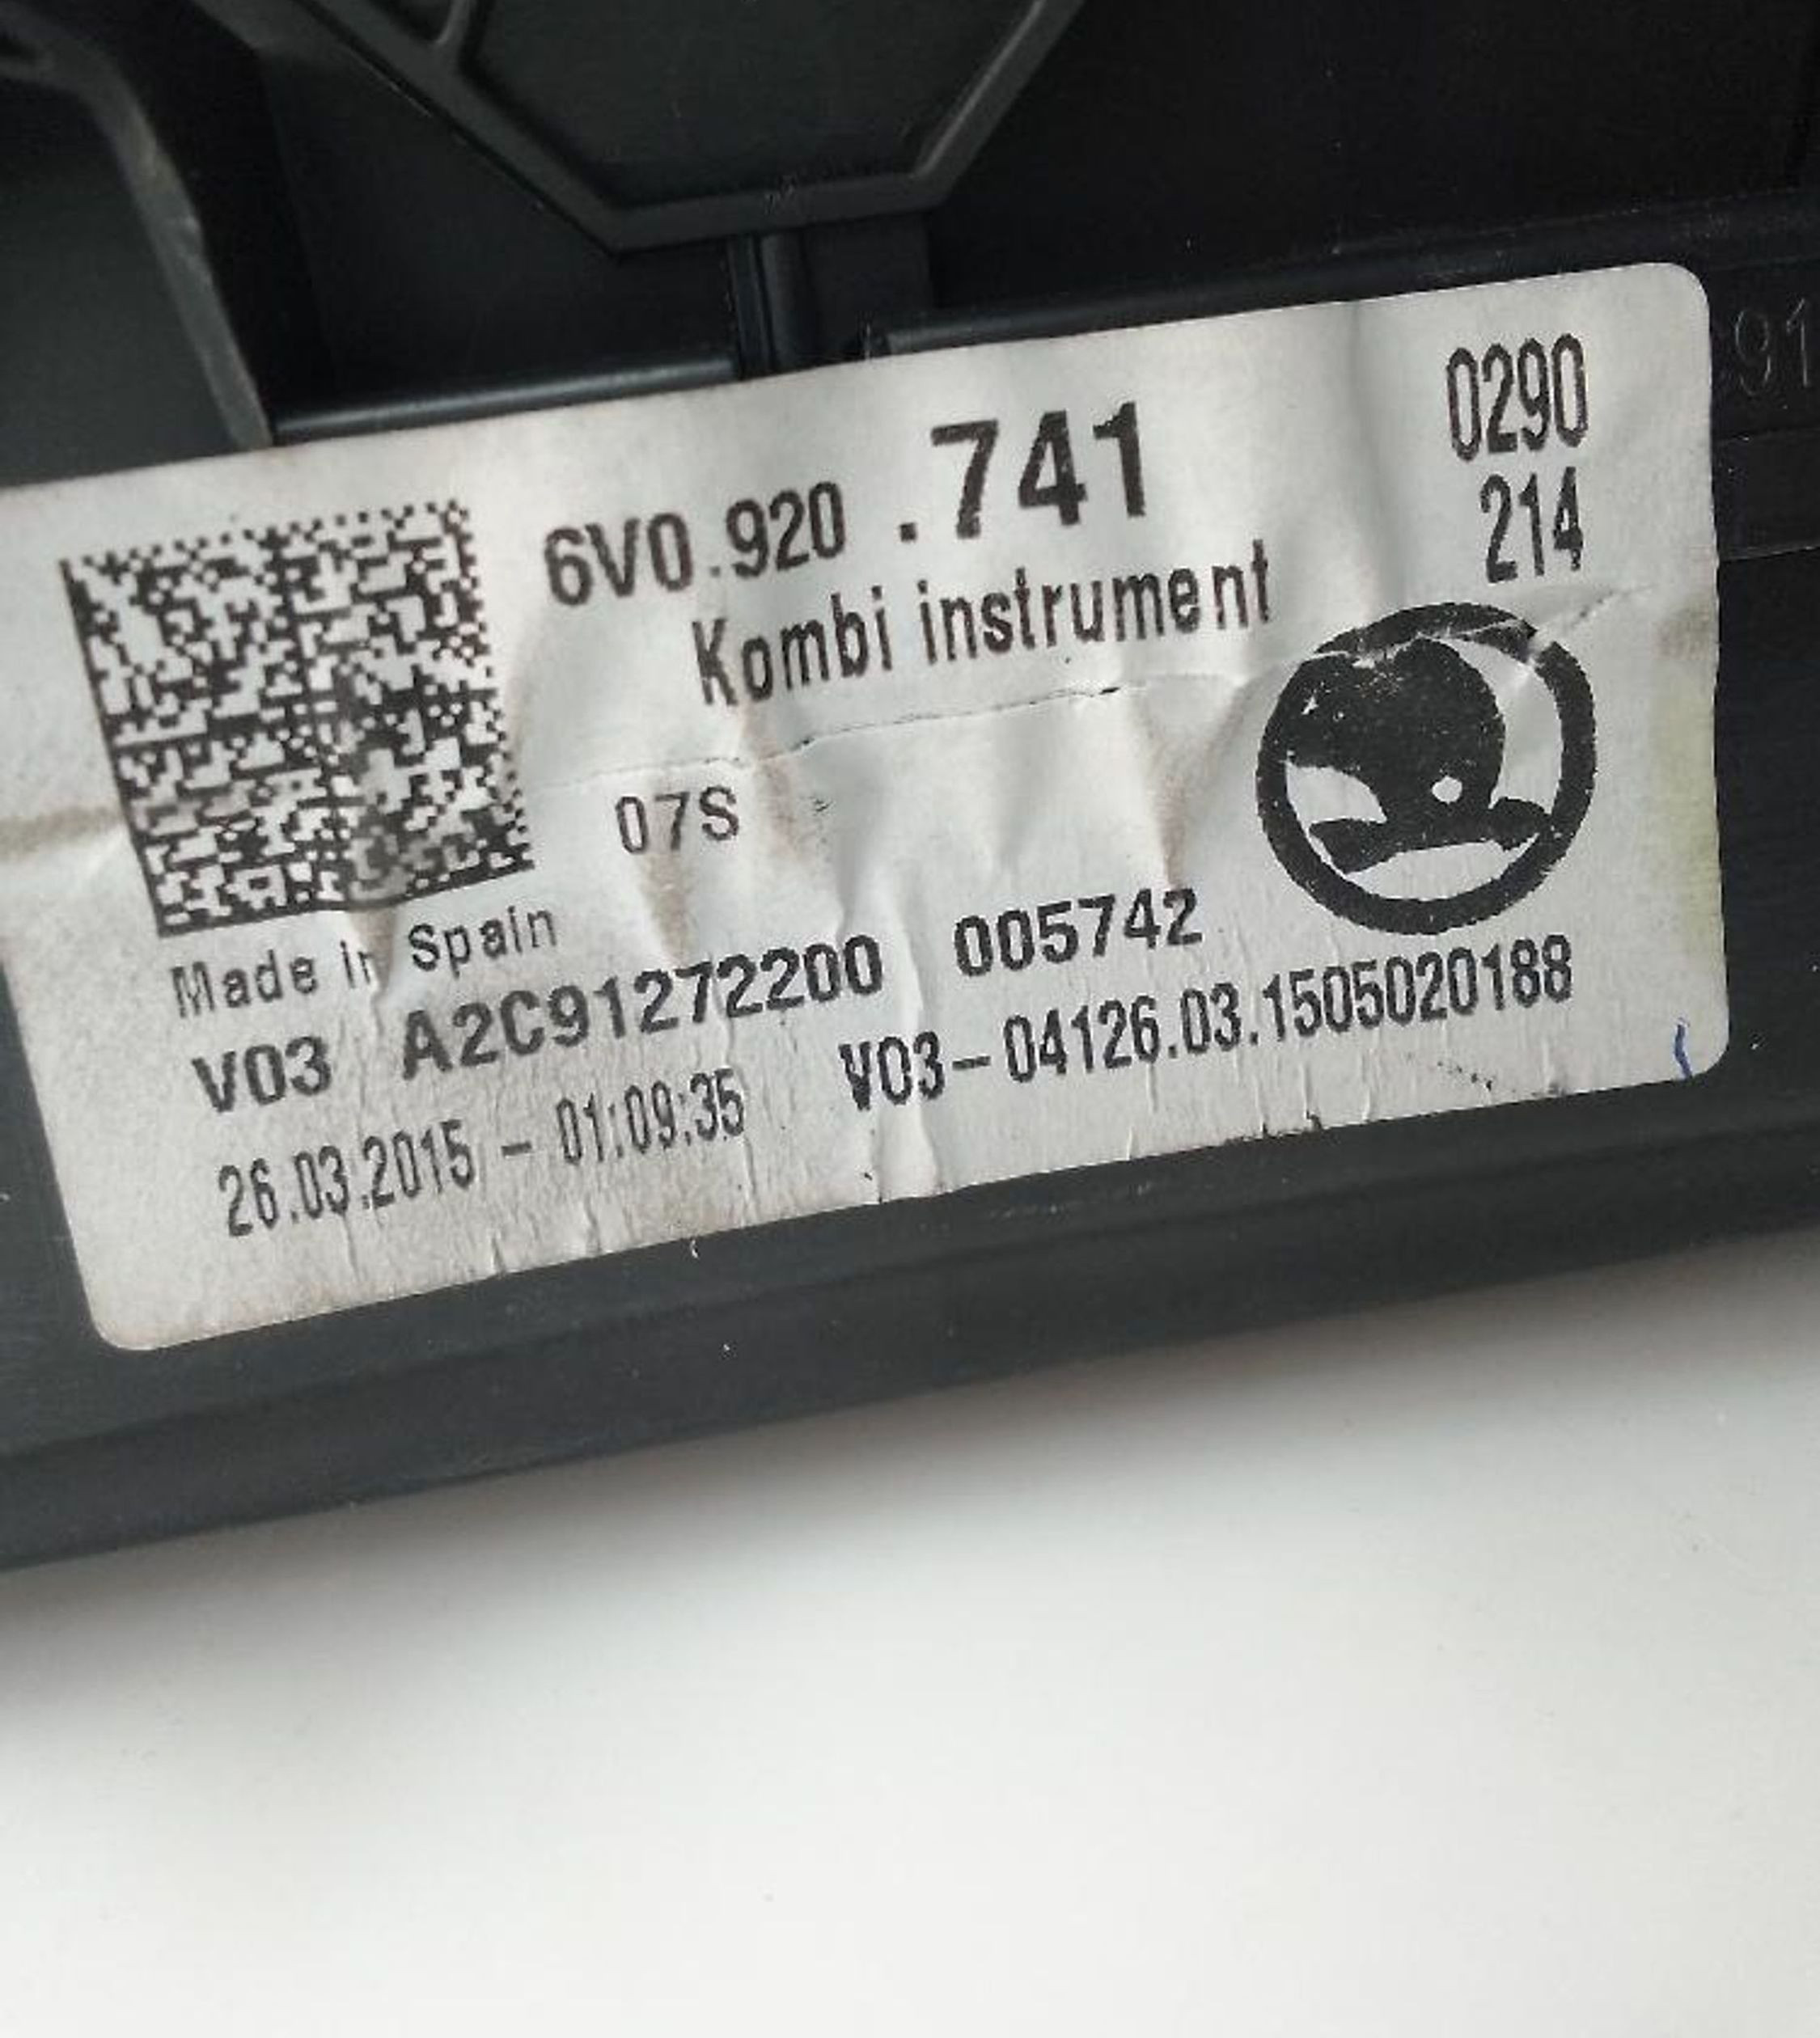 6V0.920 .741
0290
214
Kombi instrument
07S
Made in Spain
V03 A2C91272200 005742
26.03.2015 - 01:09:35 V03-04126.03.1505020188
91